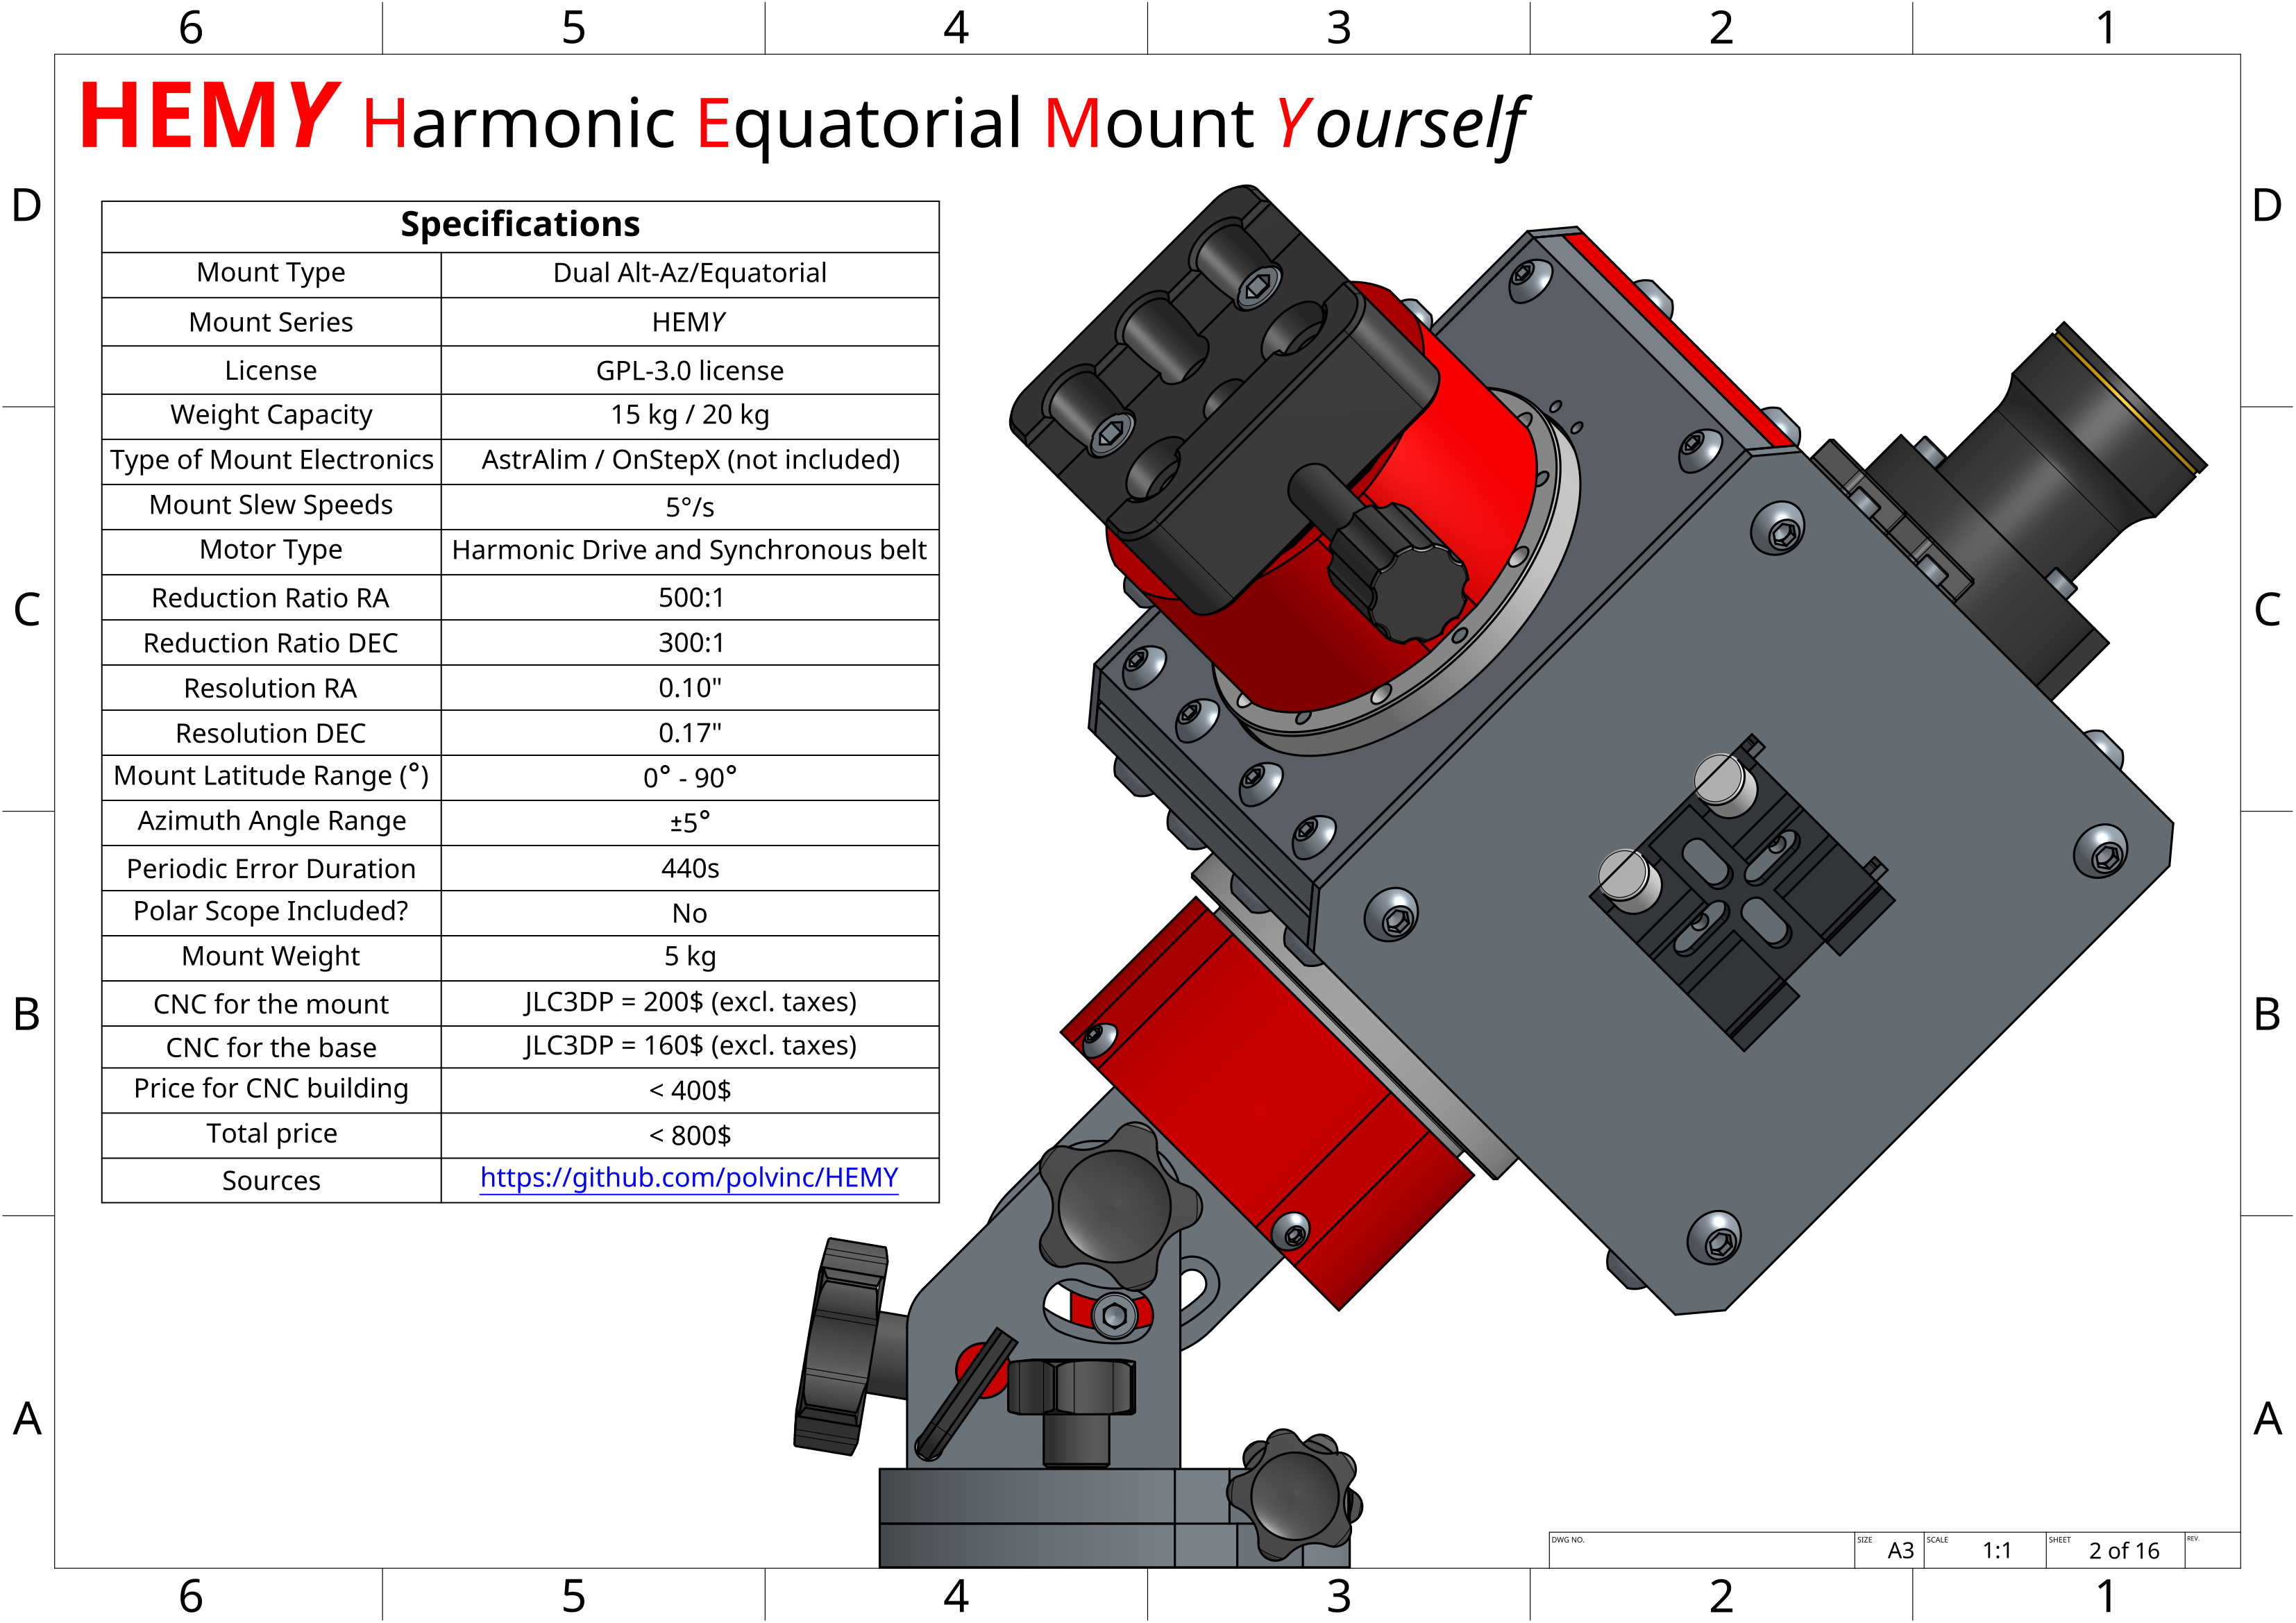 6 5 4 3 2 1
HEMY Harmonic Equatorial Mount Yourself
D D
Specifications
Mount Type Dual Alt-Az/Equatorial
Mount Series HEMY
License GPL-3.0 license
Weight Capacity 15 kg / 20 kg
Type of Mount Electronics AstrAlim / OnStepX (not included)
Mount Slew Speeds 5°/s
Motor Type Harmonic Drive and Synchronous belt
Reduction Ratio RA 500:1
C C
Reduction Ratio DEC 300:1
Resolution RA 0.10"
Resolution DEC 0.17"
Mount Latitude Range (°) 0° - 90°
Azimuth Angle Range ±5°
Periodic Error Duration 440s
Polar Scope Included? No
Mount Weight 5 kg
CNC for the mount JLC3DP = 200$ (excl. taxes)
B B
CNC for the base JLC3DP = 160$ (excl. taxes)
Price for CNC building < 400$
Total price < 800$
Sources https://github.com/polvinc/HEMY
A A
DWG NO. SIZE A3 SCALE 1:1 SHEET 2 of 16 REV.
6 5 4 3 2 1